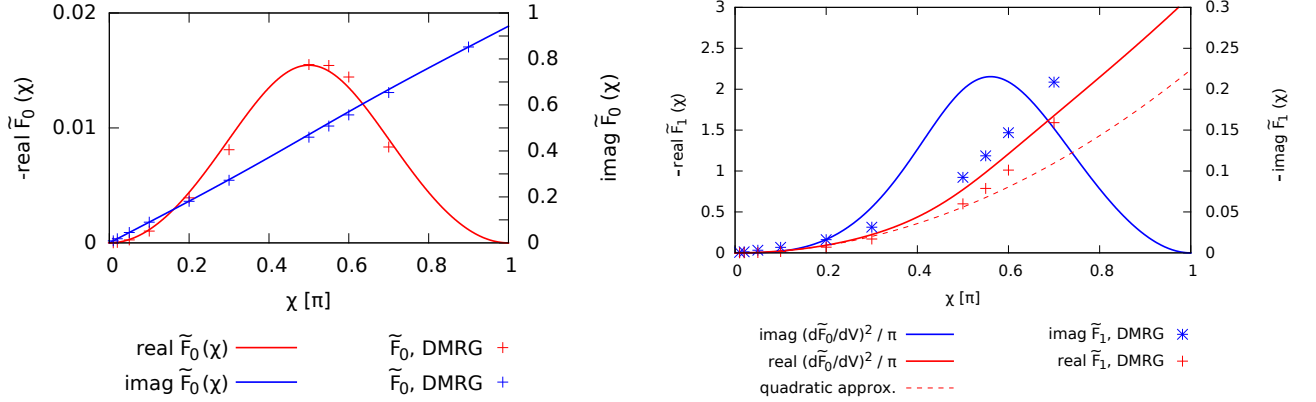 0.02
0.01
0
-real F̃₀ (χ)
1
0.8
0.6
0.4
0.2
0
imag F̃₀ (χ)
0 0.2 0.4 0.6 0.8 1
χ [π]
real F̃₀(χ)
imag F̃₀(χ)
F̃₀, DMRG
F̃₀, DMRG
3
2.5
2
1.5
1
0.5
0
-real F̃₁ (χ)
0.3
0.25
0.2
0.15
0.1
0.05
0
-imag F̃₁ (χ)
0 0.2 0.4 0.6 0.8 1
χ [π]
imag (dF̃₀/dV)² / π
real (dF̃₀/dV)² / π
quadratic approx.
imag F̃₁, DMRG
real F̃₁, DMRG